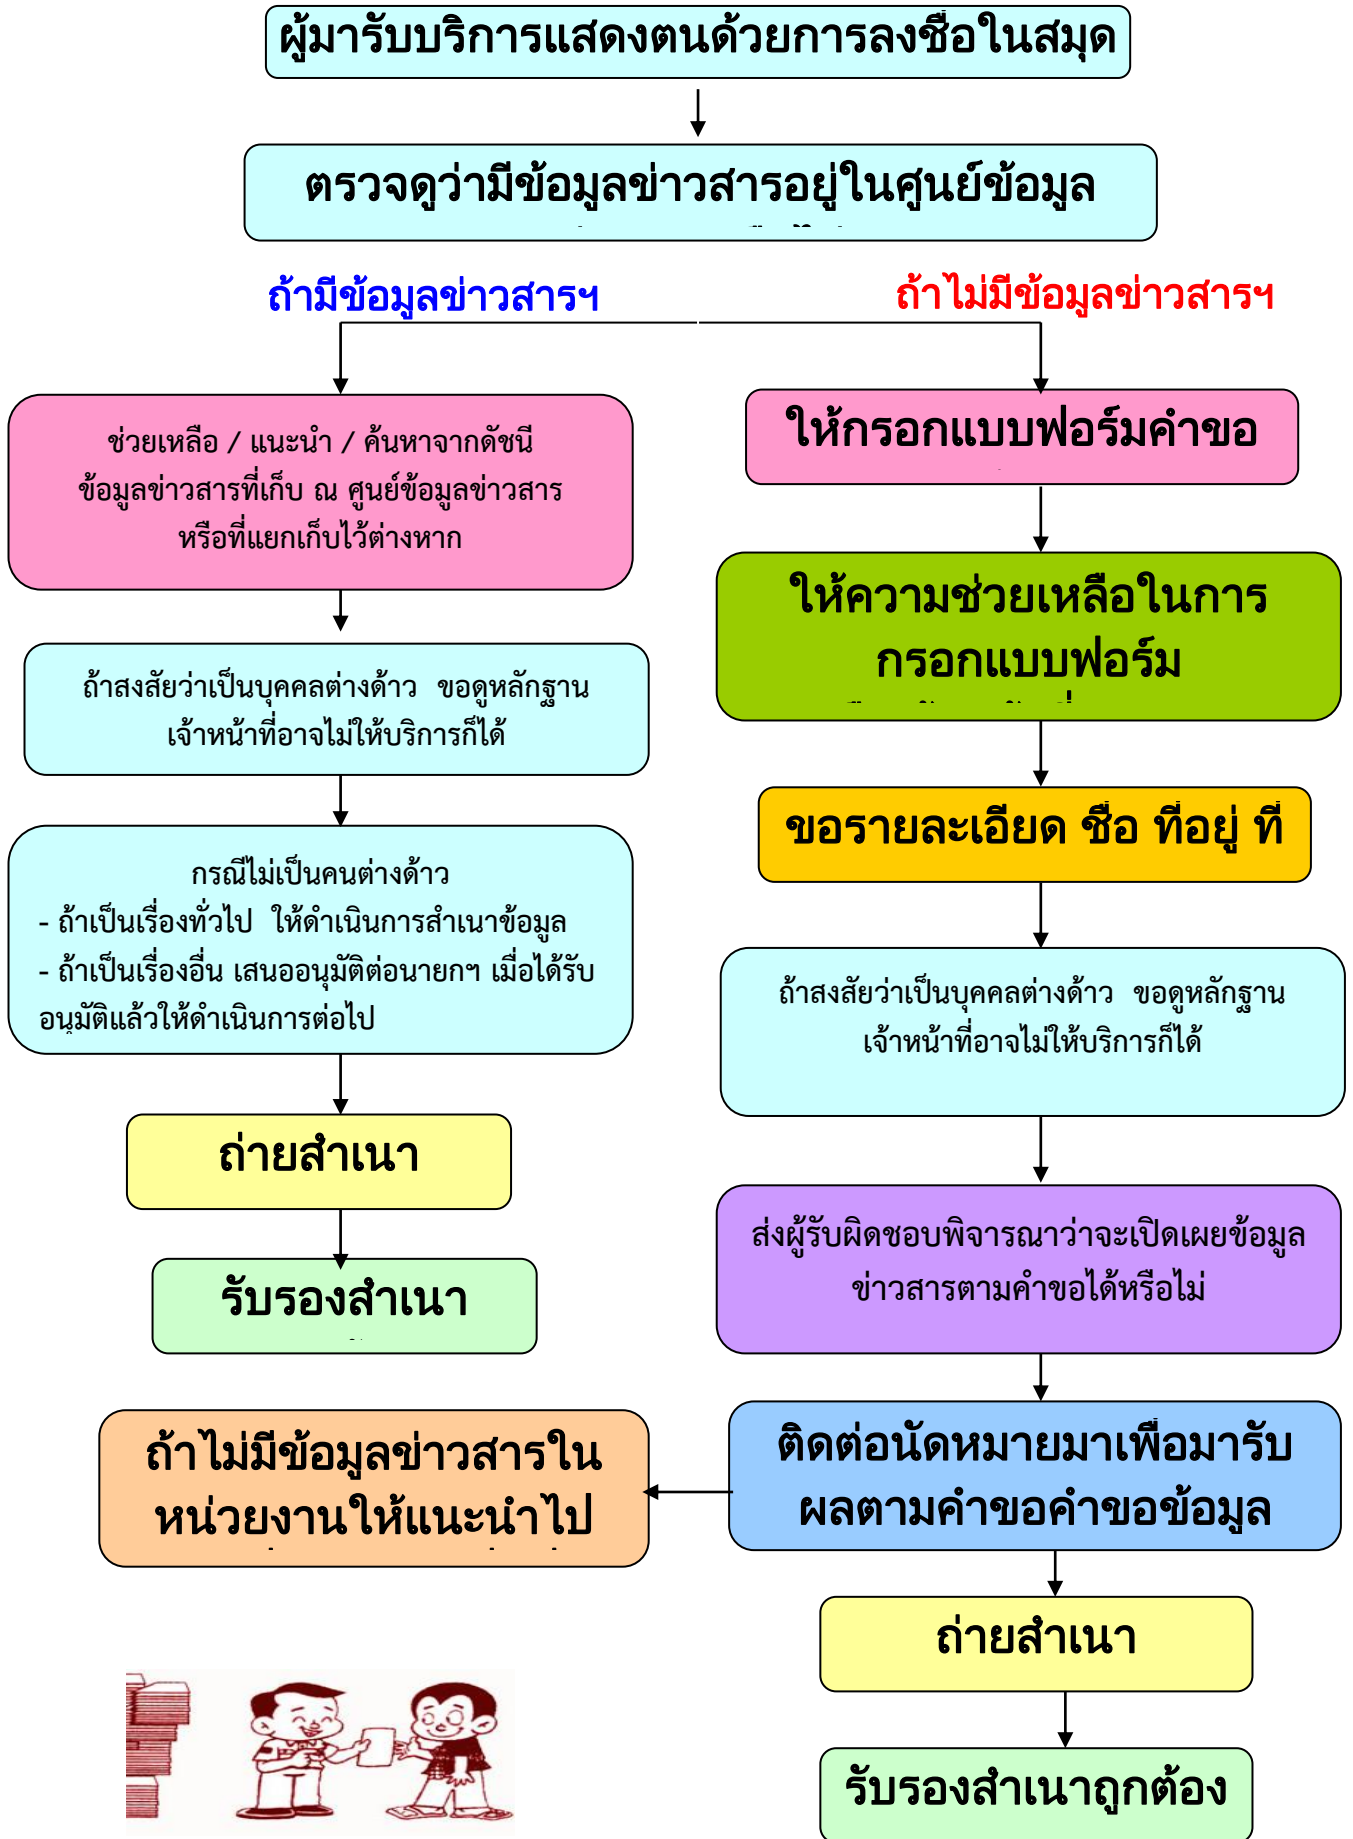 ผู้มารับบริการแสดงตนด้วยการลงชื่อในสมุด
ตรวจดูว่ามีข้อมูลข่าวสารอยู่ในศูนย์ข้อมูล
ถ้ามีข้อมูลข่าวสารฯ
ถ้าไม่มีข้อมูลข่าวสารฯ
ช่วยเหลือ / แนะนำ / ค้นหาจากดัชนี
ข้อมูลข่าวสารที่เก็บ ณ ศูนย์ข้อมูลข่าวสาร
หรือที่แยกเก็บไว้ต่างหาก
ถ้าสงสัยว่าเป็นบุคคลต่างด้าว ขอดูหลักฐาน
เจ้าหน้าที่อาจไม่ให้บริการก็ได้
กรณีไม่เป็นคนต่างด้าว
- ถ้าเป็นเรื่องทั่วไป ให้ดำเนินการสำเนาข้อมูล
- ถ้าเป็นเรื่องอื่น เสนออนุมัติต่อนายกฯ เมื่อได้รับ
อนุมัติแล้วให้ดำเนินการต่อไป
ถ่ายสำเนา
รับรองสำเนา
ให้กรอกแบบฟอร์มคำขอ
ให้ความช่วยเหลือในการ
กรอกแบบฟอร์ม
ขอรายละเอียด ชื่อ ที่อยู่ ที่
ถ้าสงสัยว่าเป็นบุคคลต่างด้าว ขอดูหลักฐาน
เจ้าหน้าที่อาจไม่ให้บริการก็ได้
ส่งผู้รับผิดชอบพิจารณาว่าจะเปิดเผยข้อมูล
ข่าวสารตามคำขอได้หรือไม่
ติดต่อนัดหมายมาเพื่อมารับ
ผลตามคำขอคำขอข้อมูล
ถ้าไม่มีข้อมูลข่าวสารใน
หน่วยงานให้แนะนำไป
ถ่ายสำเนา
รับรองสำเนาถูกต้อง